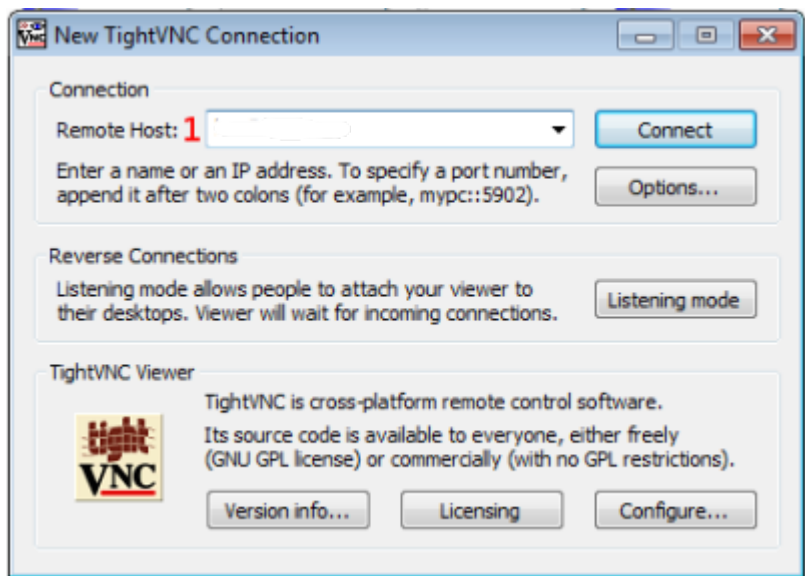 New TightVNC Connection
Connection
Remote Host: 1
Connect
Enter a name or an IP address. To specify a port number,
append it after two colons (for example, mypc::5902).
Options...
Reverse Connections
Listening mode allows people to attach your viewer to
their desktops. Viewer will wait for incoming connections.
Listening mode
TightVNC Viewer
TightVNC is cross-platform remote control software.
Its source code is available to everyone, either freely
(GNU GPL license) or commercially (with no GPL restrictions).
tight
VNC
Version info...
Licensing
Configure...